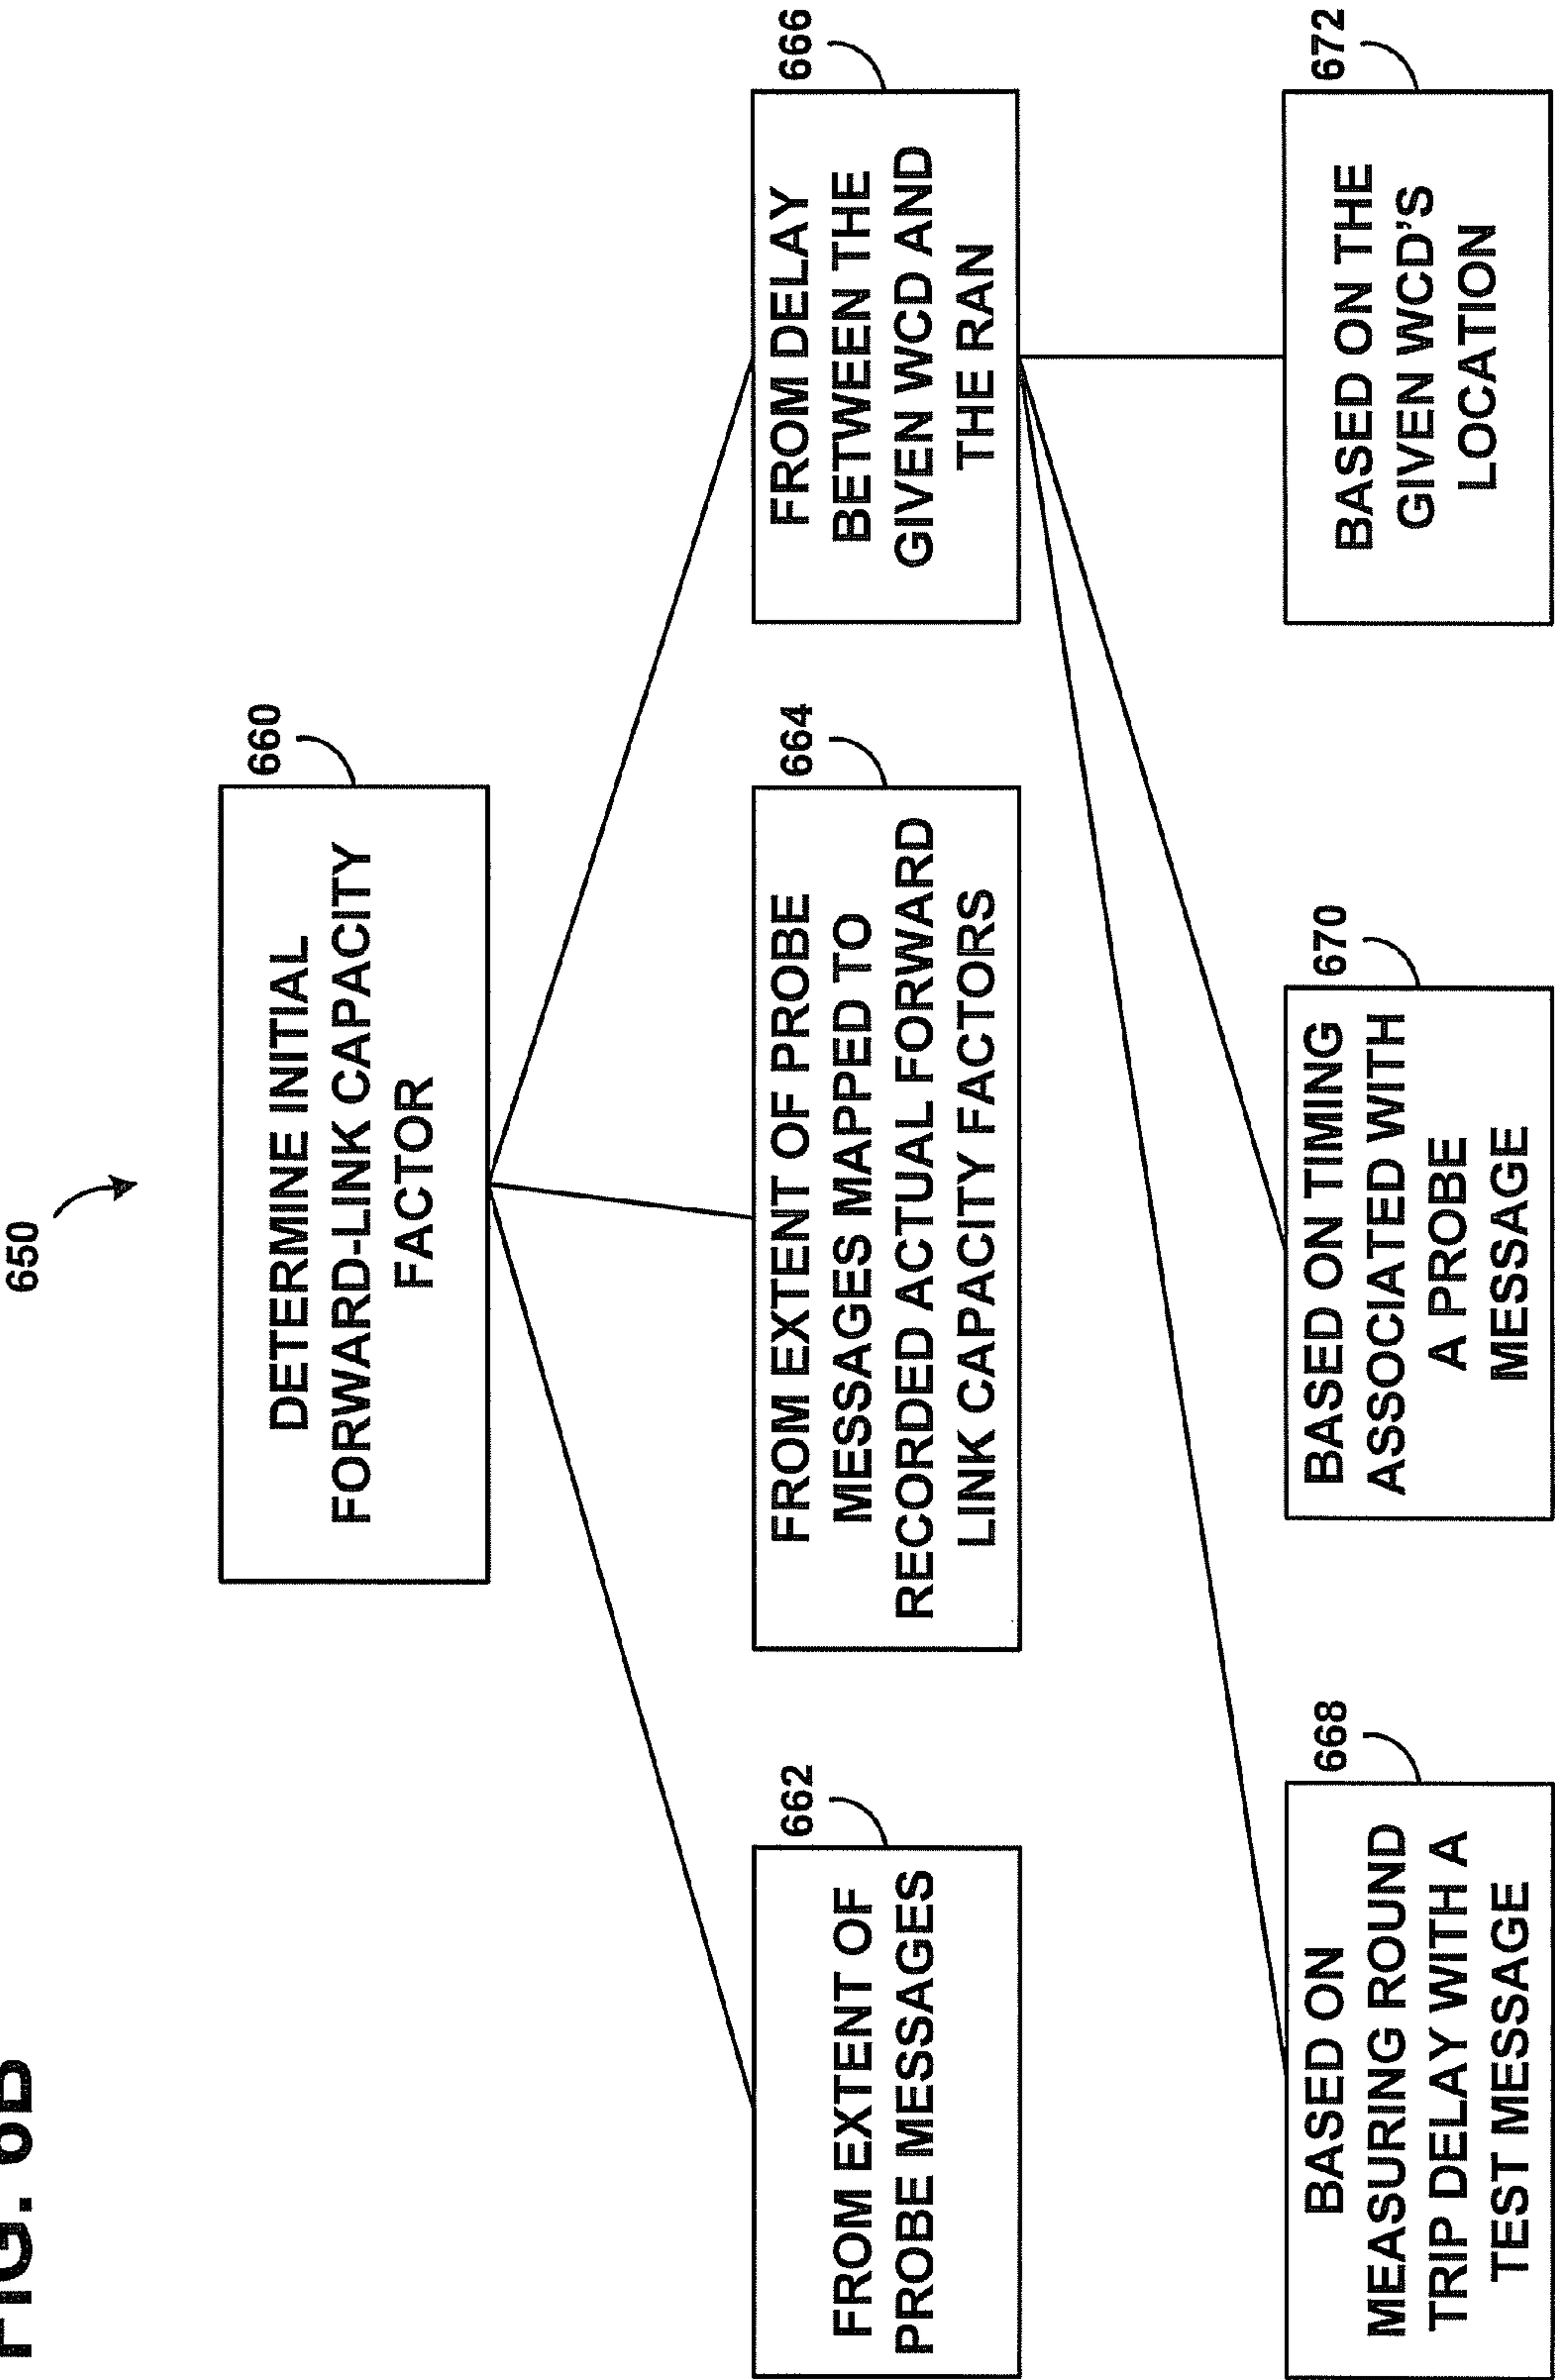 FIG. 6B
650
660
DETERMINE INITIAL
FORWARD-LINK CAPACITY
FACTOR
662
FROM EXTENT OF
PROBE MESSAGES
664
FROM EXTENT OF PROBE
MESSAGES MAPPED TO
RECORDED ACTUAL FORWARD
LINK CAPACITY FACTORS
666
FROM DELAY
BETWEEN THE
GIVEN WCD AND
THE RAN
668
BASED ON
MEASURING ROUND
TRIP DELAY WITH A
TEST MESSAGE
670
BASED ON TIMING
ASSOCIATED WITH
A PROBE
MESSAGE
672
BASED ON THE
GIVEN WCD'S
LOCATION